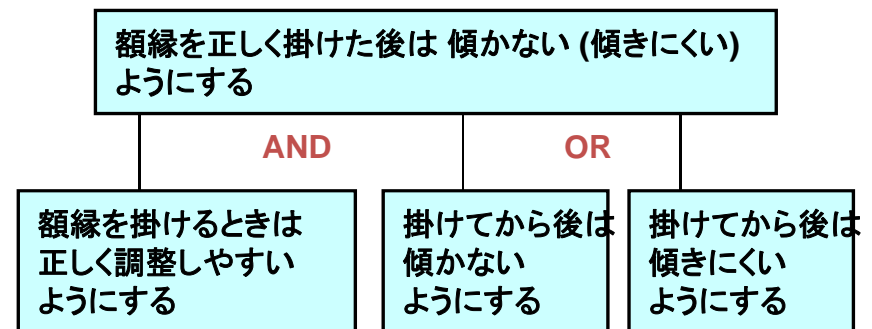 額縁を正しく掛けた後は 傾かない (傾きにくい)
ようにする
AND
OR
額縁を掛けるときは
正しく調整しやすい
ようにする
掛けてから後は
傾かない
ようにする
掛けてから後は
傾きにくい
ようにする